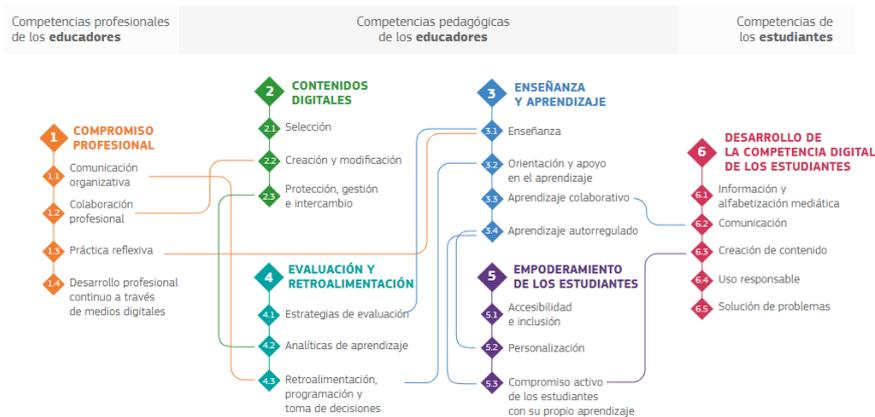 Competencias profesionales
de los educadores
Competencias pedagógicas
de los educadores
Competencias de
los estudiantes
1
COMPROMISO
PROFESIONAL
1.1
Comunicación
organizativa
1.2
Colaboración
profesional
1.3
Práctica reflexiva
1.4
Desarrollo profesional
continuo a través
de medios digitales
2
CONTENIDOS
DIGITALES
2.1
Selección
2.2
Creación y modificación
2.3
Protección, gestión
e intercambio
3
ENSEÑANZA
Y APRENDIZAJE
3.1
Enseñanza
3.2
Orientación y apoyo
en el aprendizaje
3.3
Aprendizaje colaborativo
3.4
Aprendizaje autorregulado
4
EVALUACIÓN Y
RETROALIMENTACIÓN
4.1
Estrategias de evaluación
4.2
Analíticas de aprendizaje
4.3
Retroalimentación,
programación y
toma de decisiones
5
EMPODERAMIENTO
DE LOS ESTUDIANTES
5.1
Accesibilidad
e inclusión
5.2
Personalización
5.3
Compromiso activo
de los estudiantes
con su propio aprendizaje
6
DESARROLLO DE
LA COMPETENCIA DIGITAL
DE LOS ESTUDIANTES
6.1
Información y
alfabetización mediática
6.2
Comunicación
6.3
Creación de contenido
6.4
Uso responsable
6.5
Solución de problemas